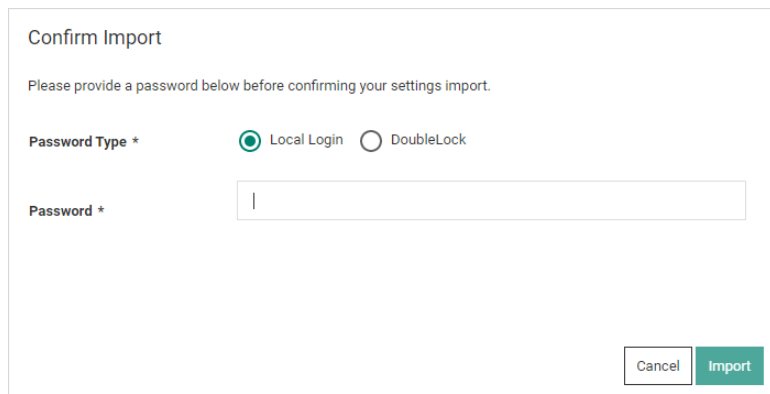 Confirm Import
Please provide a password below before confirming your settings import.
Password Type * Local Login DoubleLock
Password *
Cancel Import